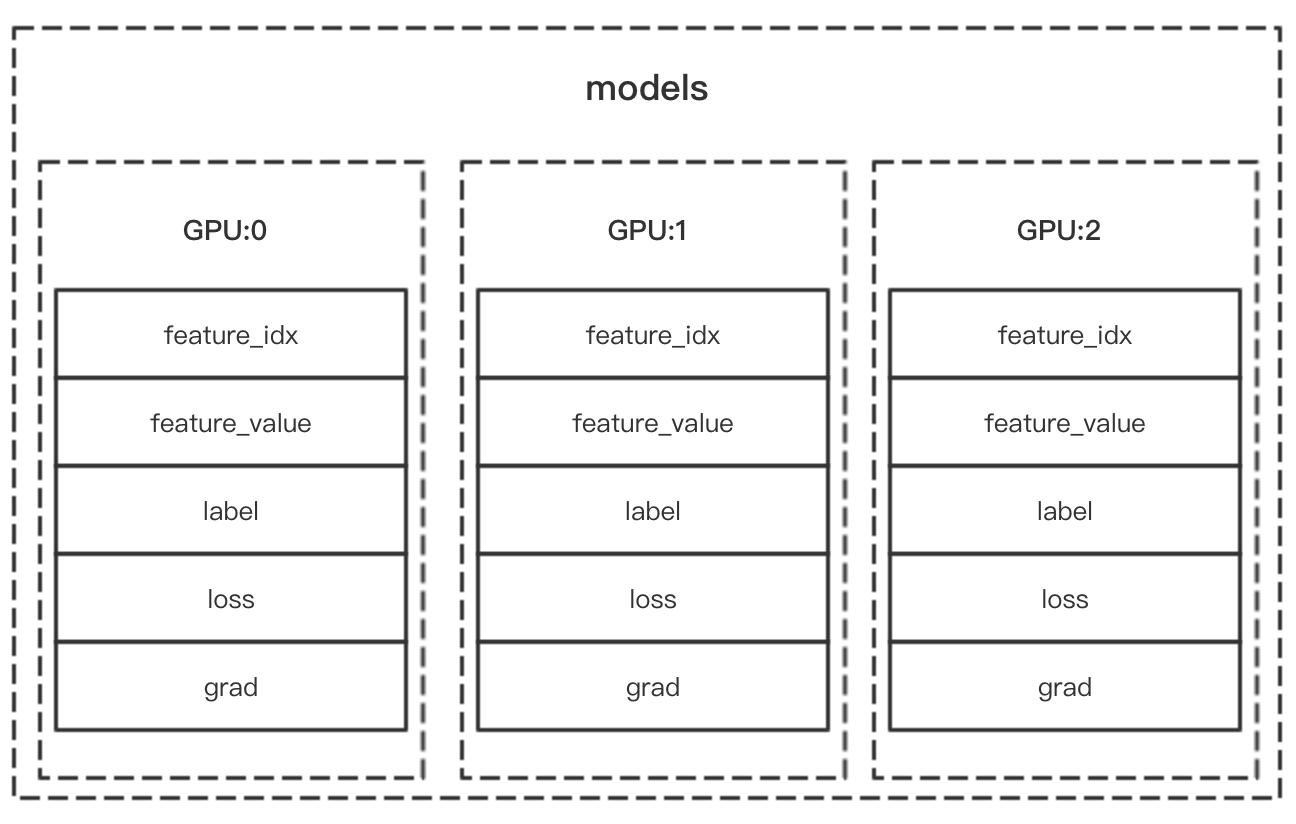 models
GPU:0
feature_idx
feature_value
label
loss
grad
GPU:1
feature_idx
feature_value
label
loss
grad
GPU:2
feature_idx
feature_value
label
loss
grad